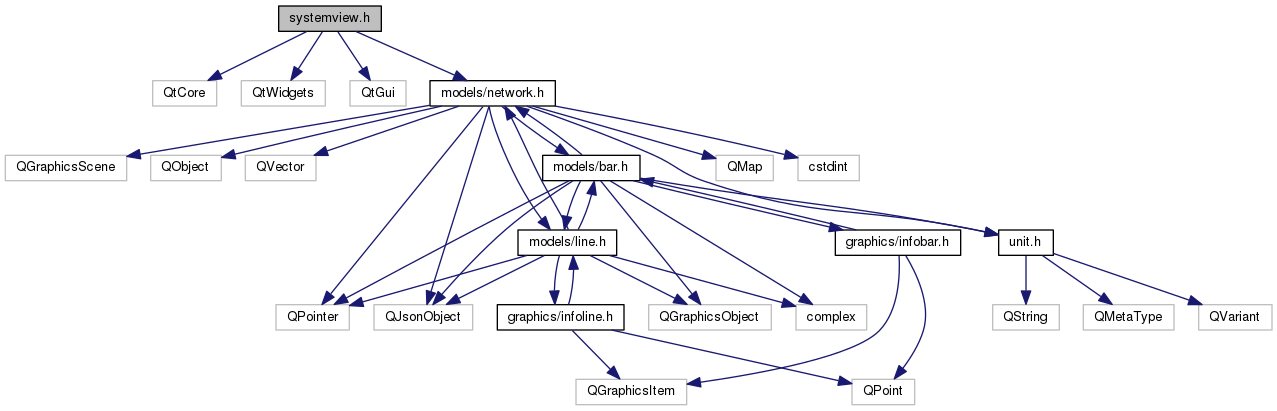 systemview.h
QtCore
QtWidgets
QtGui
models/network.h
QGraphicsScene
QObject
QVector
models/bar.h
QMap
cstdint
models/line.h
graphics/infobar.h
unit.h
QPointer
QJsonObject
graphics/infoline.h
QGraphicsObject
complex
QString
QMetaType
QVariant
QGraphicsItem
QPoint